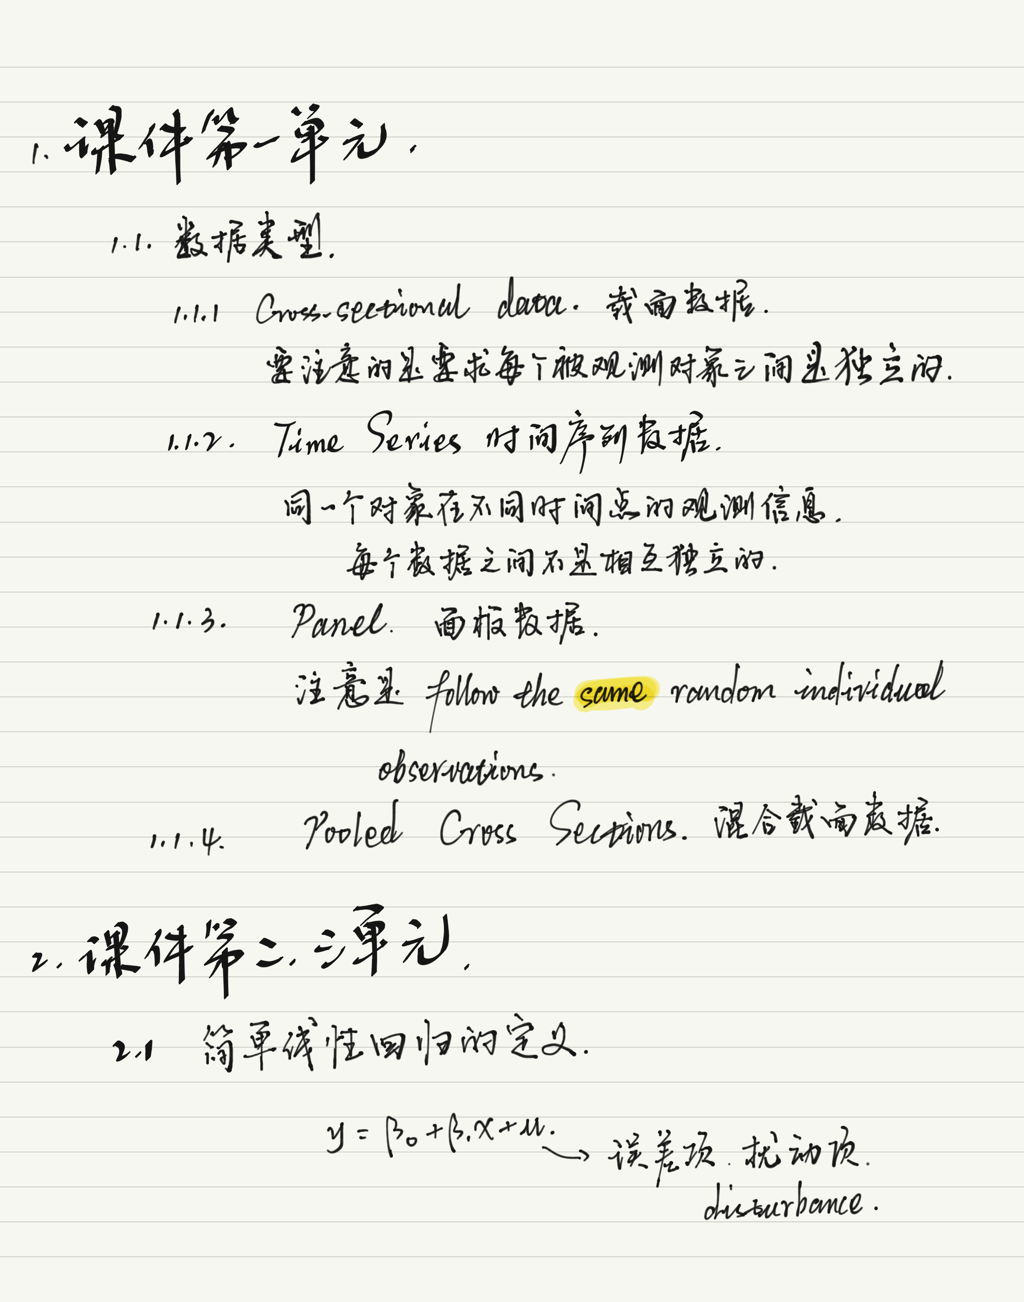 1. 课件第一单元.
1.1. 数据类型.
1.1.1 Cross-sectional data. 截面数据.
要注意的是要求每个被观测对象之间是独立的.
1.1.2. Time Series 时间序列数据.
同一个对象在不同时间点的观测信息.
每个数据之间不是相互独立的.
1.1.3. Panel. 面板数据.
注意是 follow the same random individual
observations.
1.1.4. Pooled Cross Sections. 混合截面数据.
2. 课件第二.三单元.
2.1 简单线性回归的定义.
y = β₀ + β₁x + u. → 误差项. 扰动项.
disturbance.